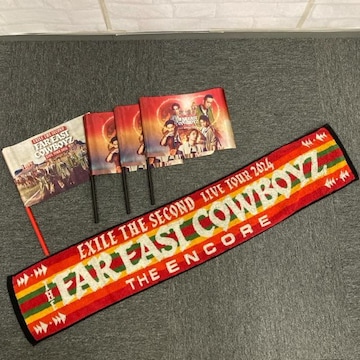 EXILE THE SECOND
FAR EAST
COWBOYZ
EXILE THE SECOND LIVE TOUR 2024
THE FAR EAST COWBOYZ
THE ENCORE